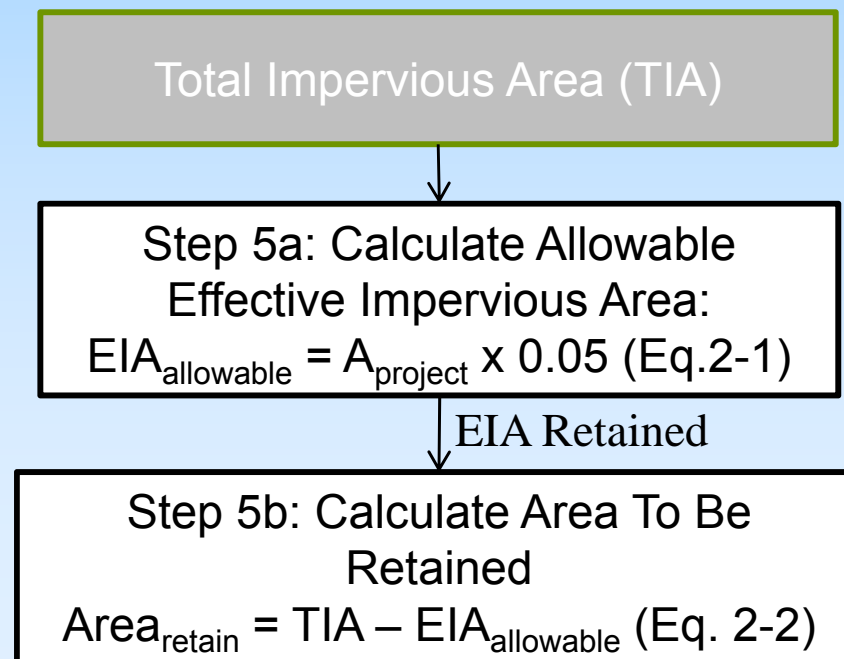 Total Impervious Area (TIA)
Step 5a: Calculate Allowable
Effective Impervious Area:
EIAallowable = Aproject x 0.05 (Eq.2-1)
EIA Retained
Step 5b: Calculate Area To Be
Retained
Arearetain = TIA – EIAallowable (Eq. 2-2)